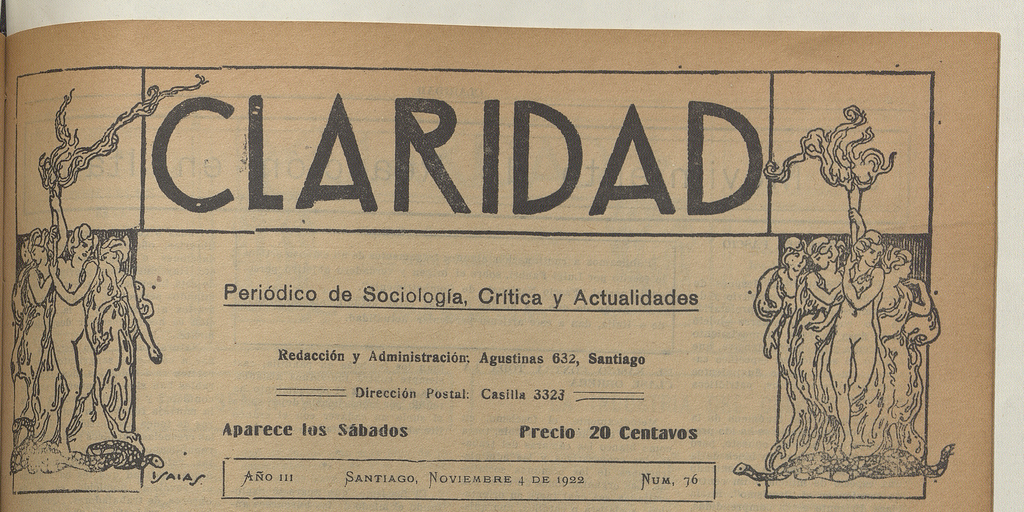 CLARIDAD
Periódico de Sociología, Crítica y Actualidades
Redacción y Administración: Agustinas 632, Santiago
Dirección Postal: Casilla 3323
Aparece los Sábados Precio 20 Centavos
ISAIAS
AÑO III SANTIAGO, NOVIEMBRE 4 DE 1922 NUM, 76